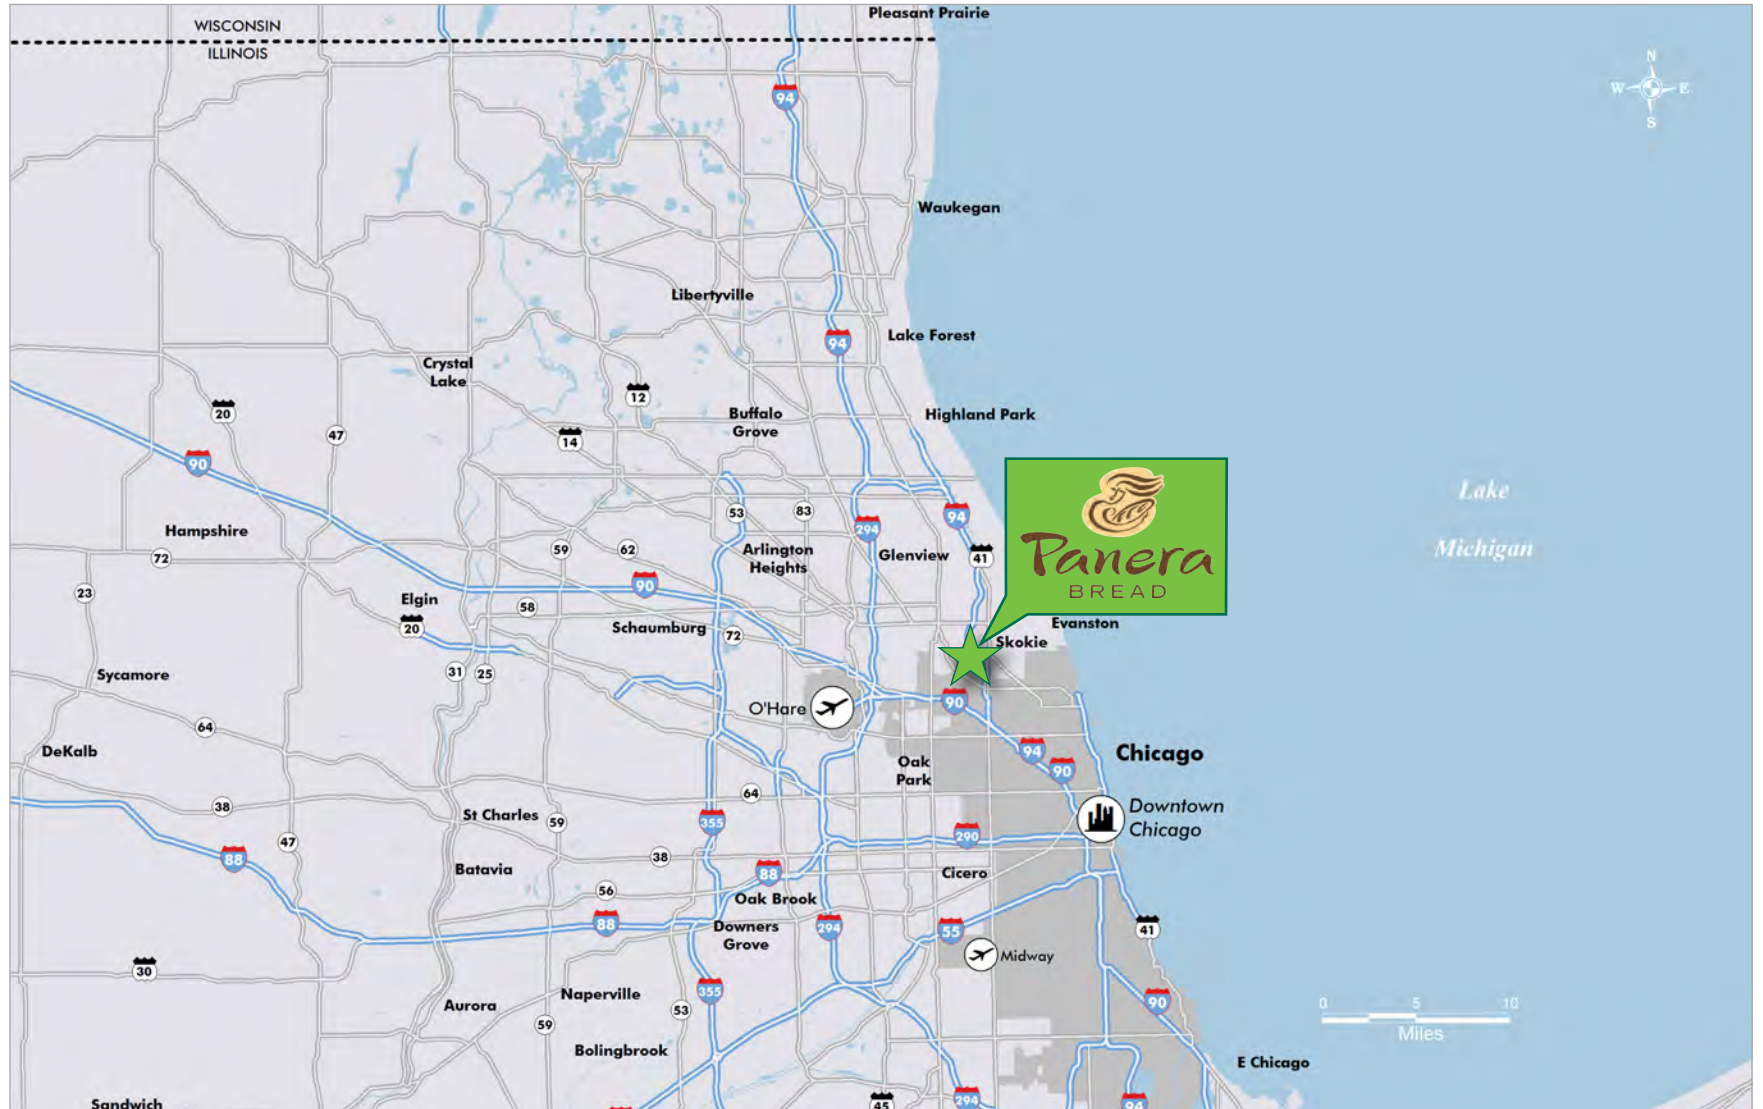 Pleasant Prairie
WISCONSIN
ILLINOIS
94
N
W
E
S
Waukegan
Libertyville
Lake Forest
94
Crystal
Lake
12
20
Buffalo
Grove
Highland Park
47
14
90
Lake
Michigan
53
83
94
294
Panera
BREAD
Hampshire
72
59
62
Arlington
Heights
Glenview
41
90
23
Elgin
58
20
Schaumburg
72
Evanston
Skokie
31
25
Sycamore
O'Hare
90
64
DeKalb
94
90
Chicago
Oak
Park
64
38
Downtown
Chicago
St Charles
59
355
290
47
88
38
Batavia
88
Cicero
56
Oak Brook
88
Downers
Grove
294
55
41
Midway
30
Naperville
355
90
Aurora
53
59
0
5
10
Miles
Bolingbrook
E Chicago
Sandwich
45
294
94